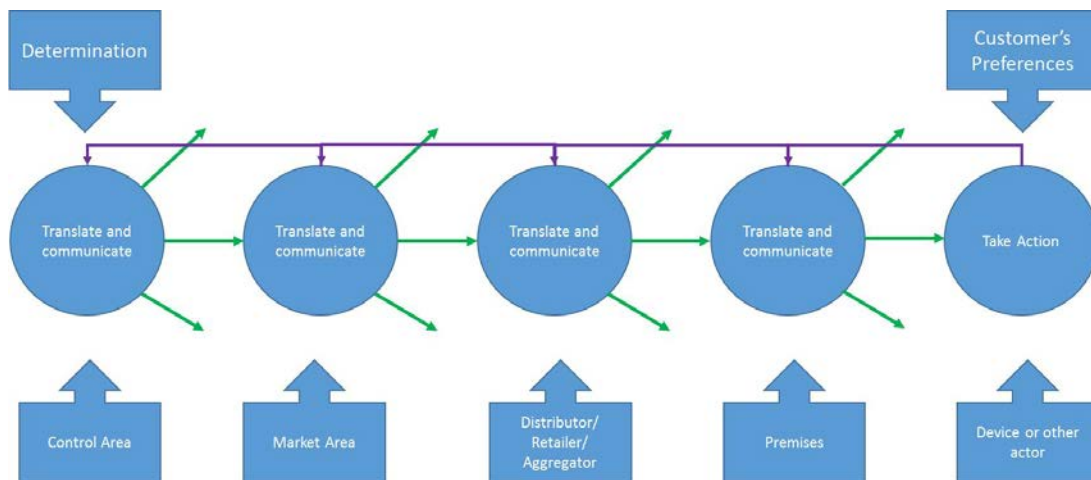 Determination
Customer's
Preferences
Translate and
communicate
Translate and
communicate
Translate and
communicate
Translate and
communicate
Take Action
Control Area
Market Area
Distributor/
Retailer/
Aggregator
Premises
Device or other
actor